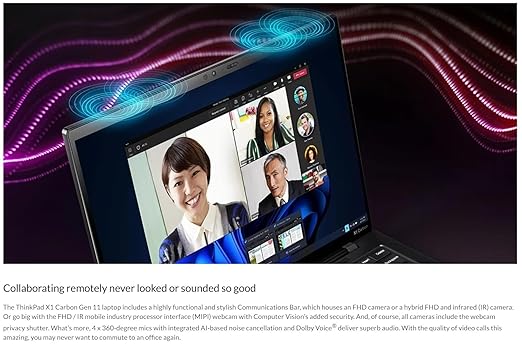 X1 Carbon
Collaborating remotely never looked or sounded so good
The ThinkPad X1 Carbon Gen 11 laptop includes a highly functional and stylish Communications Bar, which houses an FHD camera or a hybrid FHD and infrared (IR) camera.
Or go big with the FHD / IR mobile industry processor interface (MIPI) webcam with Computer Vision's added security. And, of course, all cameras include the webcam
privacy shutter. What's more, 4 x 360-degree mics with integrated AI-based noise cancellation and Dolby Voice® deliver superb audio. With the quality of video calls this
amazing, you may never want to commute to an office again.